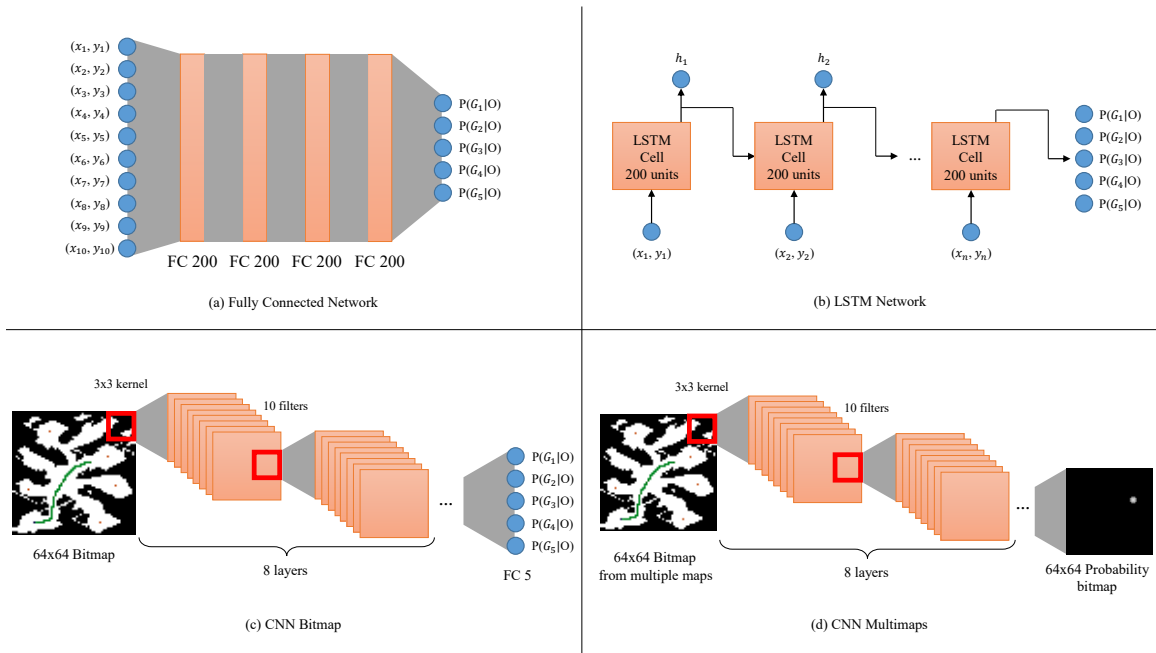 (x₁, y₁)
(x₂, y₂)
(x₃, y₃)
(x₄, y₄)
(x₅, y₅)
(x₆, y₆)
(x₇, y₇)
(x₈, y₈)
(x₉, y₉)
(x₁₀, y₁₀)
FC 200 FC 200 FC 200 FC 200
P(G₁|O)
P(G₂|O)
P(G₃|O)
P(G₄|O)
P(G₅|O)
(a) Fully Connected Network
h₁ h₂
LSTM
Cell
200 units
LSTM
Cell
200 units
...
LSTM
Cell
200 units
(x₁, y₁) (x₂, y₂) (xₙ, yₙ)
P(G₁|O)
P(G₂|O)
P(G₃|O)
P(G₄|O)
P(G₅|O)
(b) LSTM Network
3x3 kernel
10 filters
...
64x64 Bitmap
8 layers
P(G₁|O)
P(G₂|O)
P(G₃|O)
P(G₄|O)
P(G₅|O)
FC 5
(c) CNN Bitmap
3x3 kernel
10 filters
...
64x64 Bitmap
from multiple maps
8 layers
64x64 Probability
bitmap
(d) CNN Multimaps